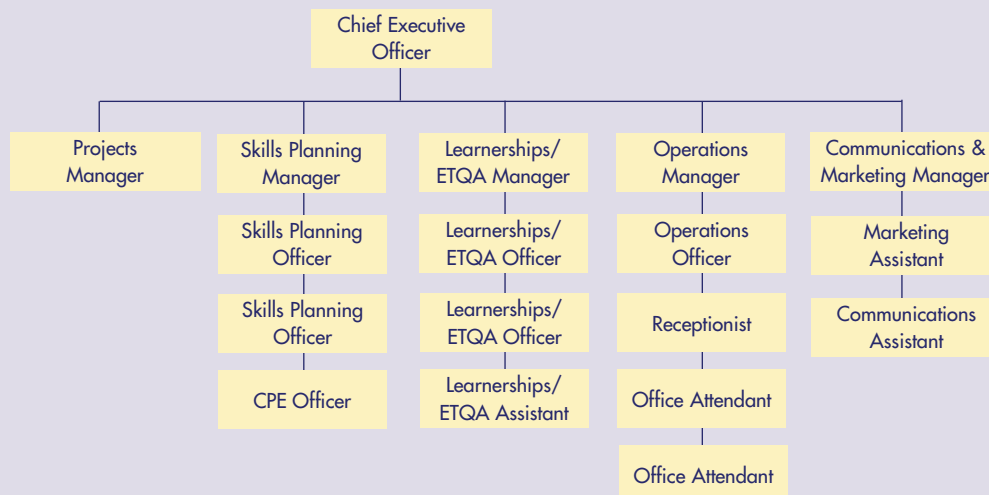 Chief Executive
Officer
Projects
Manager
Skills Planning
Manager
Learnerships/
ETQA Manager
Operations
Manager
Communications &
Marketing Manager
Skills Planning
Officer
Learnerships/
ETQA Officer
Operations
Officer
Marketing
Assistant
Skills Planning
Officer
Learnerships/
ETQA Officer
Receptionist
Communications
Assistant
CPE Officer
Learnerships/
ETQA Assistant
Office Attendant
Office Attendant